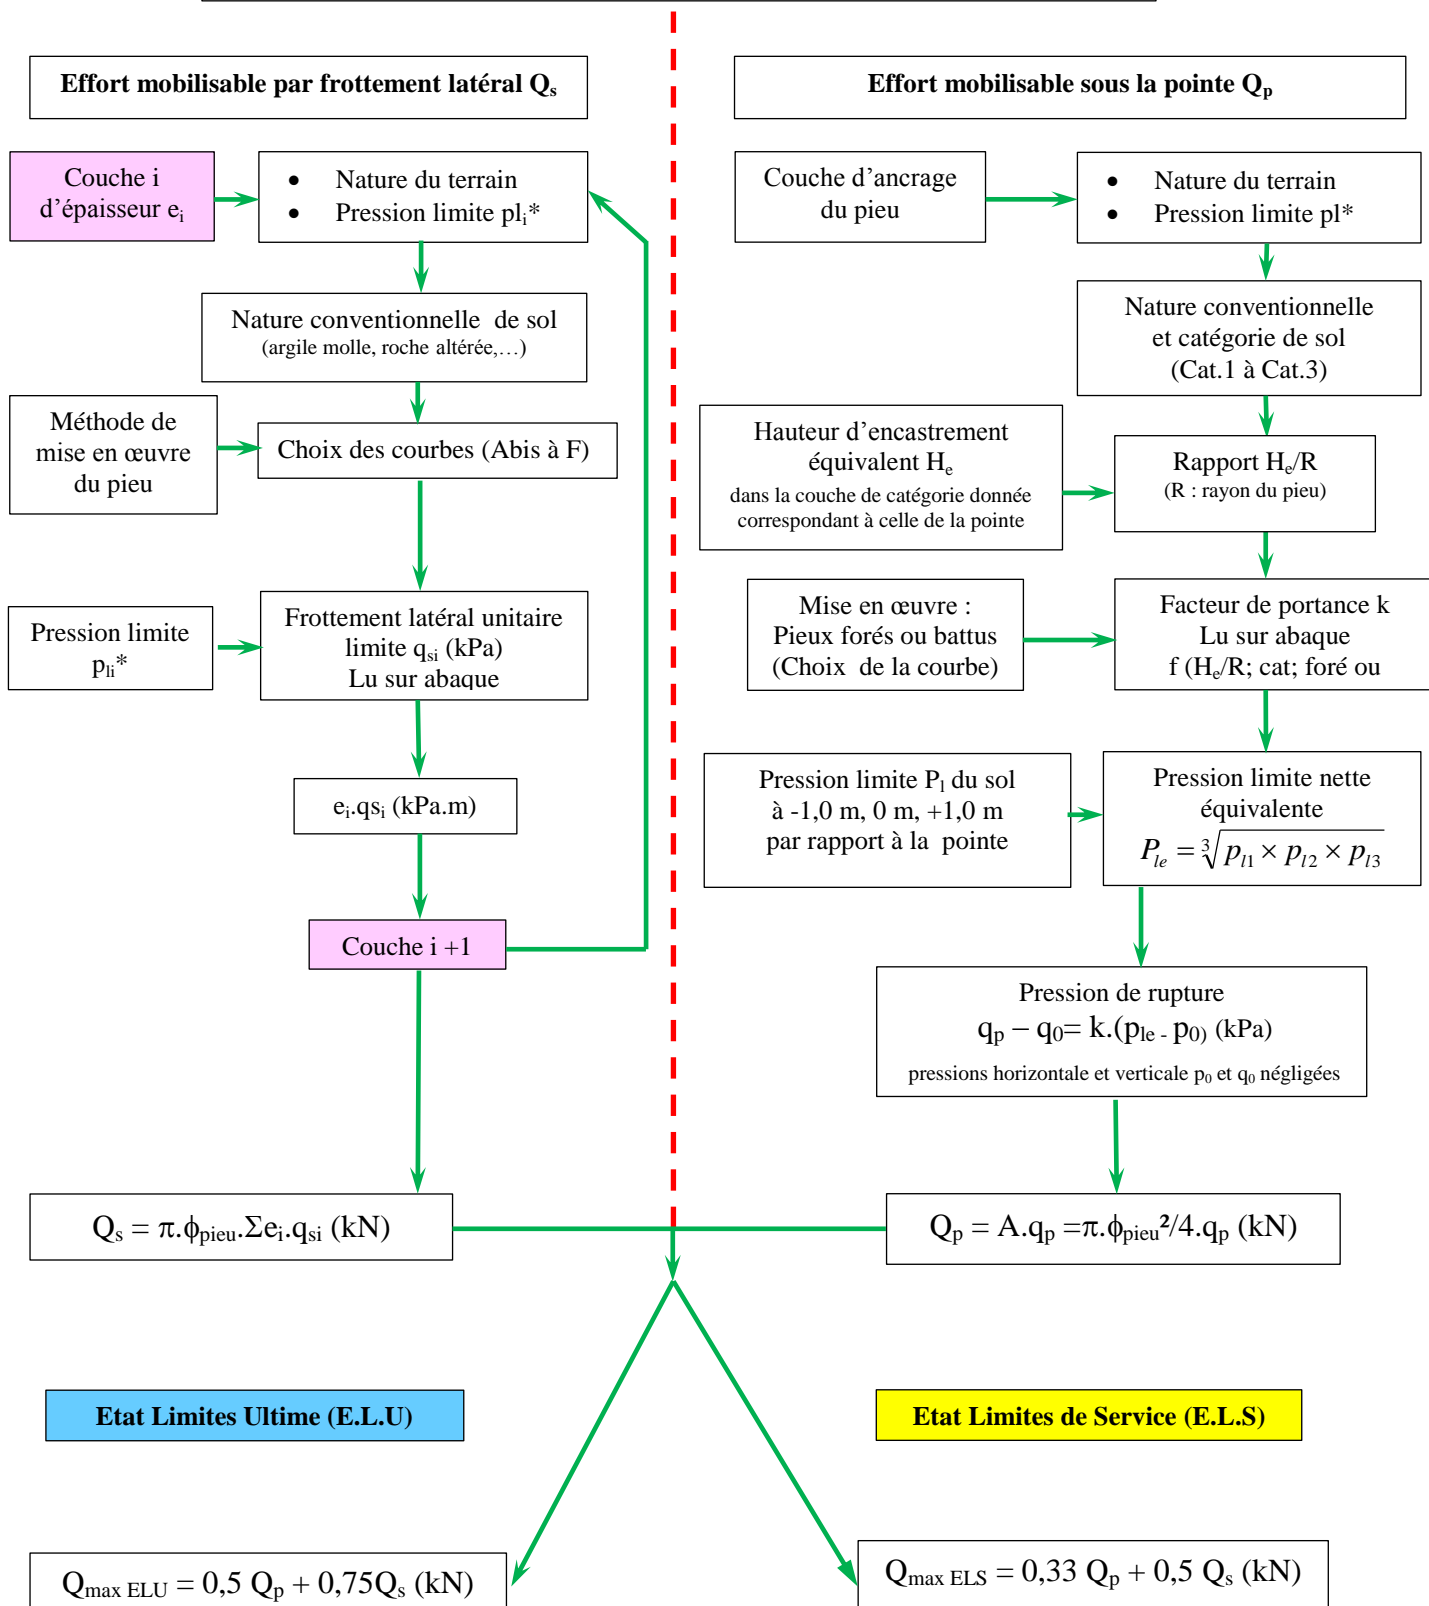 Effort mobilisable par frottement latéral Qs
Effort mobilisable sous la pointe Qp
Couche i
d’épaisseur ei
• Nature du terrain
• Pression limite pli*
Nature conventionnelle de sol
(argile molle, roche altérée,…)
Méthode de
mise en œuvre
du pieu
Choix des courbes (Abis à F)
Pression limite
pli*
Frottement latéral unitaire
limite qsi (kPa)
Lu sur abaque
ei.qsi (kPa.m)
Couche i +1
Qs = π.ϕpieu.Σei.qsi (kN)
Couche d’ancrage
du pieu
• Nature du terrain
• Pression limite pl*
Nature conventionnelle
et catégorie de sol
(Cat.1 à Cat.3)
Hauteur d’encastrement
équivalent He
dans la couche de catégorie donnée
correspondant à celle de la pointe
Rapport He/R
(R : rayon du pieu)
Mise en œuvre :
Pieux forés ou battus
(Choix de la courbe)
Facteur de portance k
Lu sur abaque
f (He/R; cat; foré ou
Pression limite Pl du sol
à -1,0 m, 0 m, +1,0 m
par rapport à la pointe
Pression limite nette
équivalente
Ple = ∛(pl1 × pl2 × pl3)
Pression de rupture
qp – q0= k.(ple - p0) (kPa)
pressions horizontale et verticale p0 et q0 négligées
Qp = A.qp =π.ϕpieu²/4.qp (kN)
Etat Limites Ultime (E.L.U)
Etat Limites de Service (E.L.S)
Qmax ELU = 0,5 Qp + 0,75Qs (kN)
Qmax ELS = 0,33 Qp + 0,5 Qs (kN)